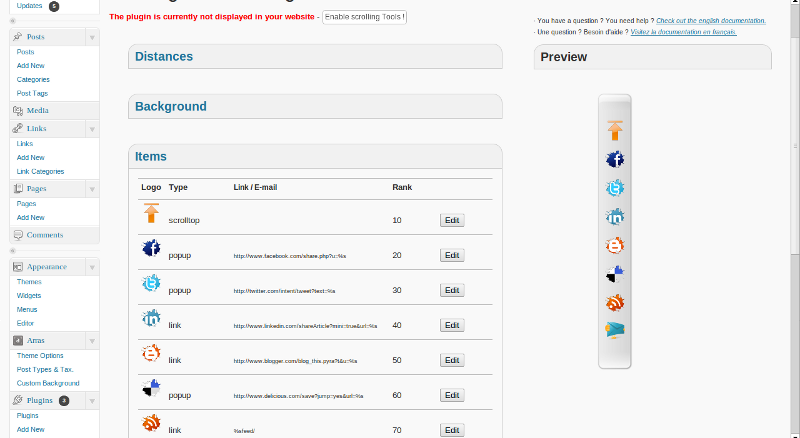 Updates 5
The plugin is currently not displayed in your website - Enable scrolling Tools !
- You have a question ? You need help ? Check out the english documentation.
- Une question ? Besoin d'aide ? Visitez la documentation en français.
Posts
Posts
Add New
Categories
Post Tags
Media
Links
Links
Add New
Link Categories
Pages
Pages
Add New
Comments
Appearance
Themes
Widgets
Menus
Editor
Arras
Theme Options
Post Types & Tax.
Custom Background
Plugins 3
Plugins
Add New
Distances
Background
Items
Logo Type Link / E-mail Rank
scrolltop 10 Edit
popup http://www.facebook.com/share.php?u=%s 20 Edit
popup http://twitter.com/intent/tweet?text=%s 30 Edit
link http://www.linkedin.com/shareArticle?mini=true&url=%s 40 Edit
link http://www.blogger.com/blog_this.pyra?t&u=%s 50 Edit
popup http://www.delicious.com/save?jump=yes&url=%s 60 Edit
link %sfeed/ 70 Edit
Preview